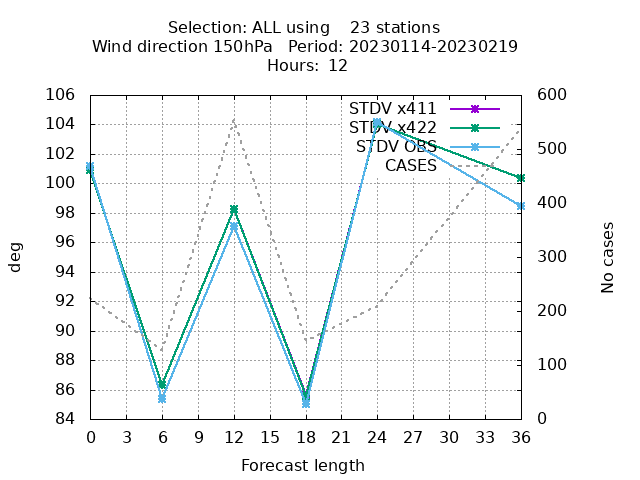 Selection: ALL using    23 stations
Wind direction 150hPa   Period: 20230114-20230219
Hours: 12
STDV x411
STDV x422
STDV OBS
CASES
106
104
102
100
98
96
94
92
90
88
86
84
deg
600
500
400
300
200
100
0
No cases
0 3 6 9 12 15 18 21 24 27 30 33 36
Forecast length